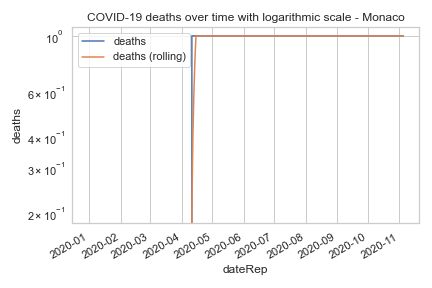 COVID-19 deaths over time with logarithmic scale - Monaco
deaths
deaths (rolling)
10⁰
6 × 10⁻¹
4 × 10⁻¹
3 × 10⁻¹
2 × 10⁻¹
deaths
2020-01
2020-02
2020-03
2020-04
2020-05
2020-06
2020-07
2020-08
2020-09
2020-10
2020-11
dateRep